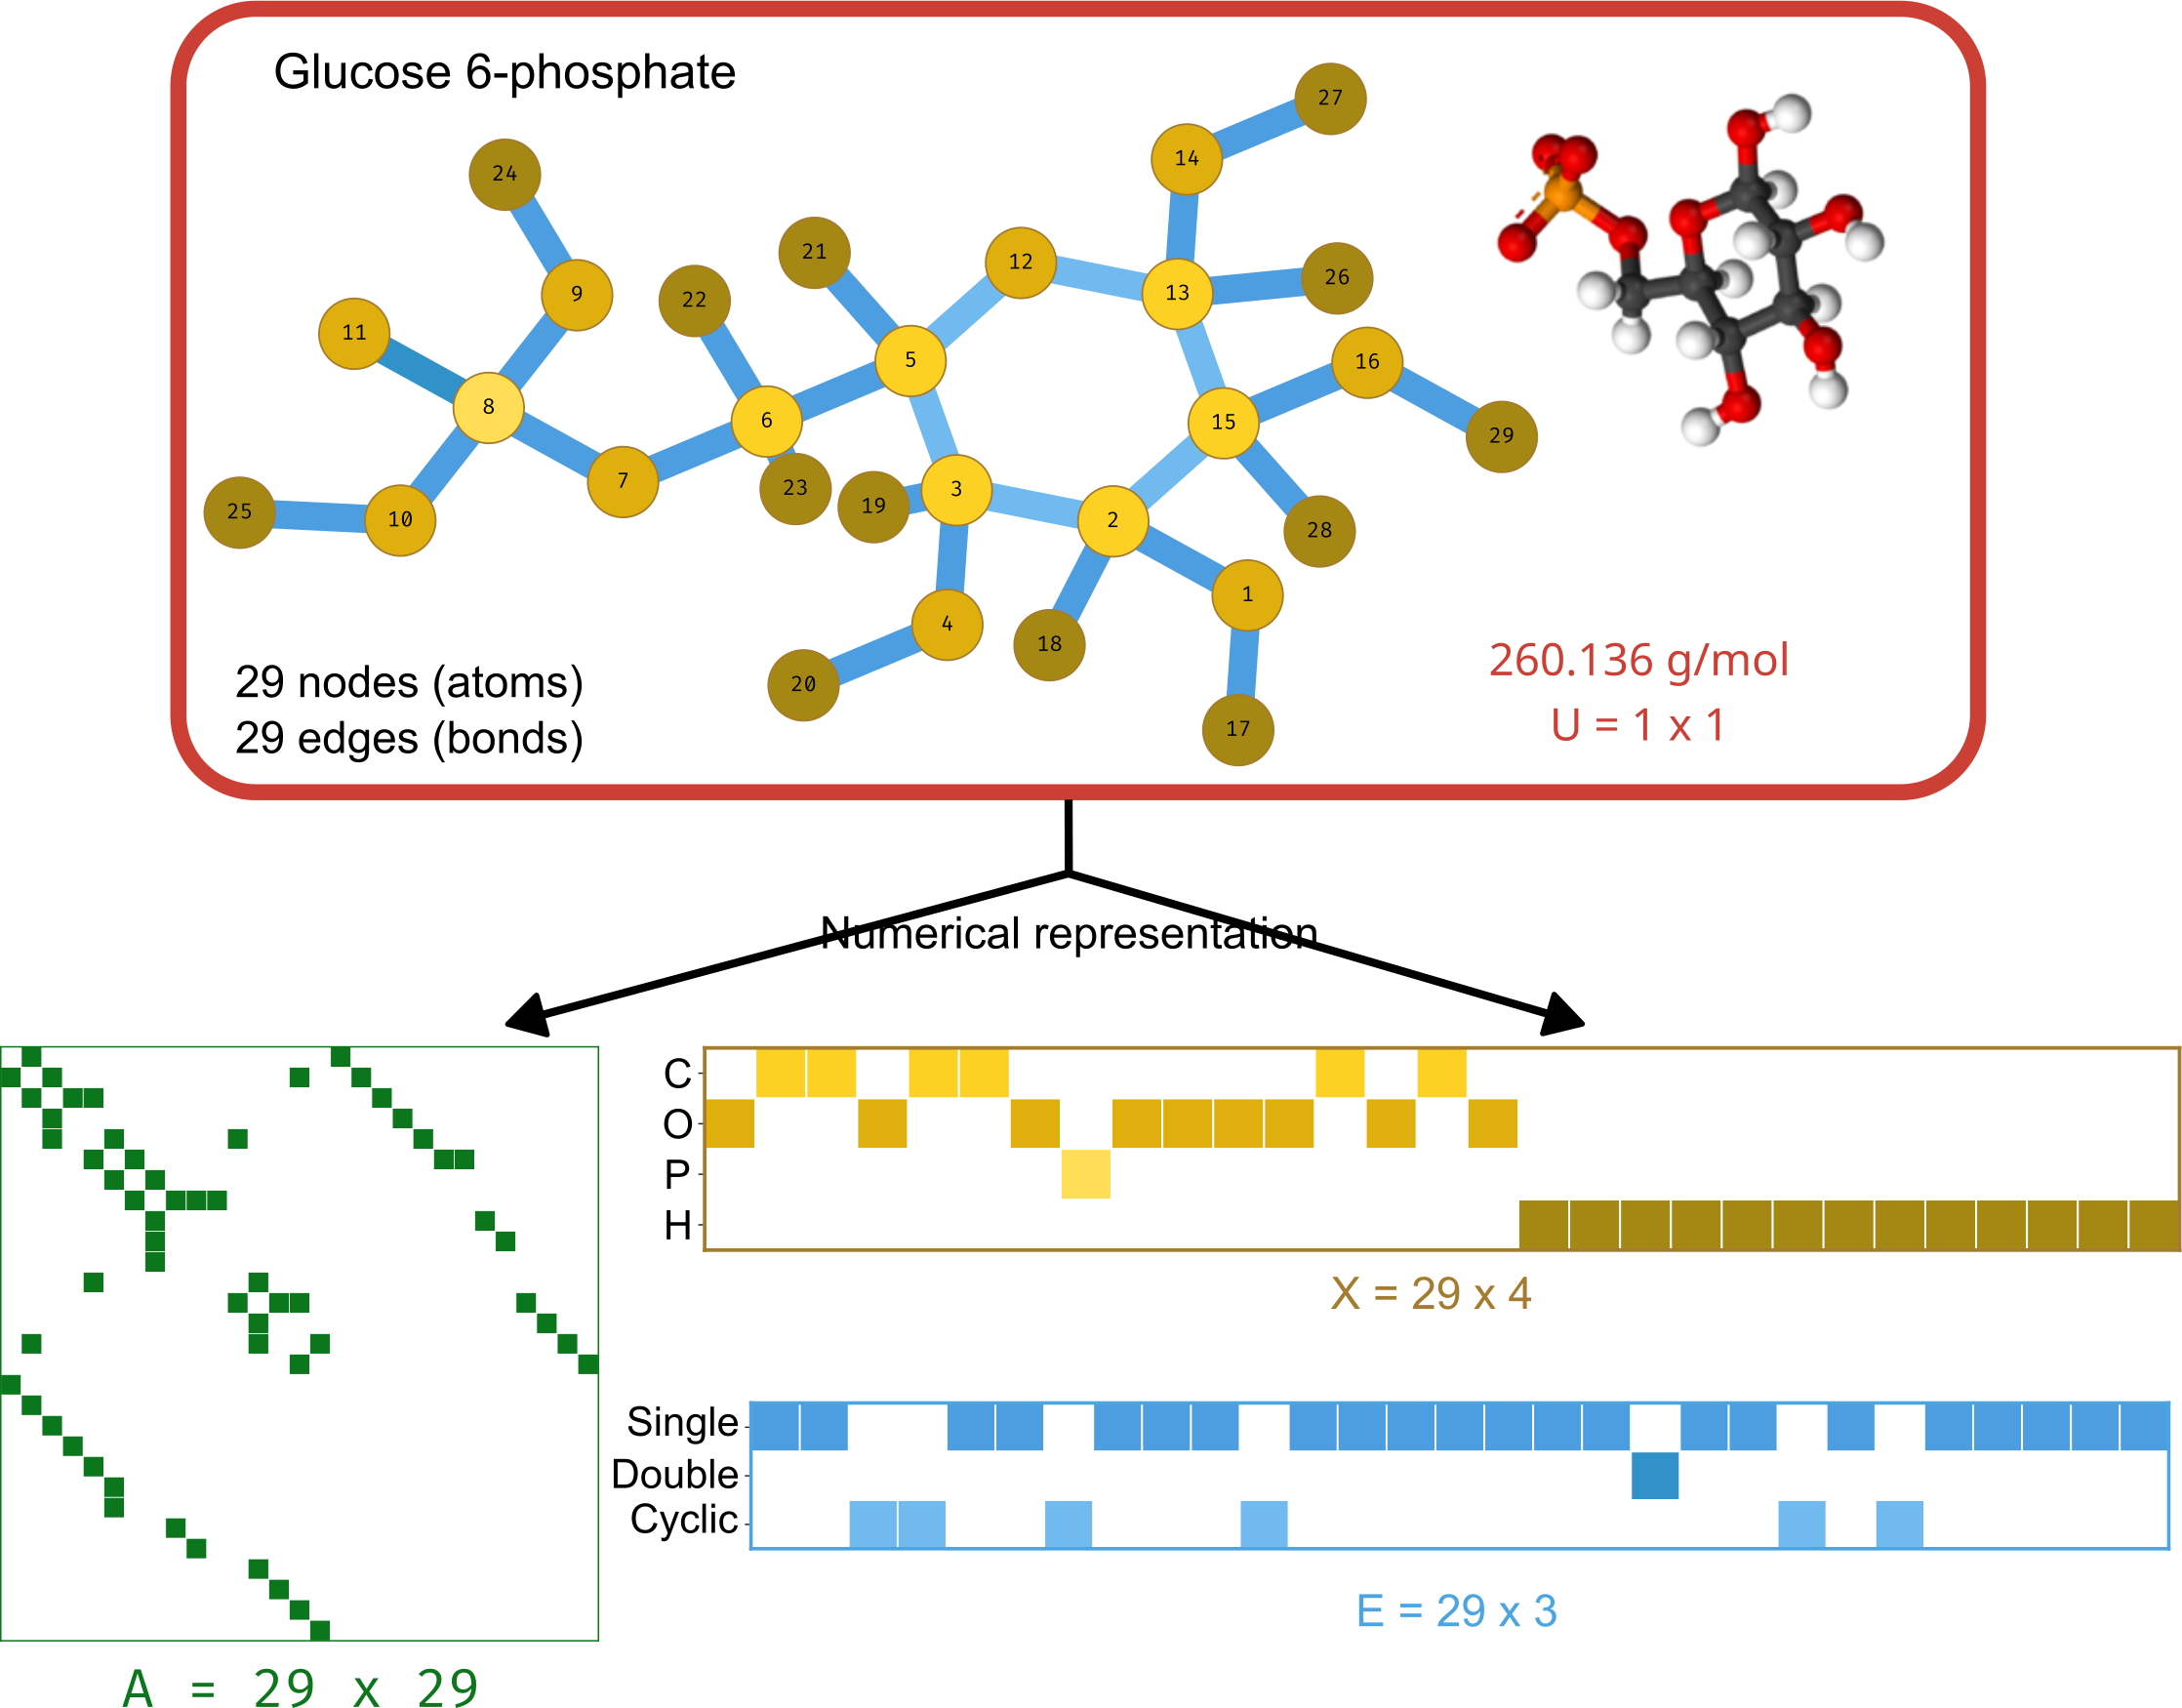 Glucose 6-phosphate
27
14
24
21
12
26
9
22
13
11
5
16
8
6
15
29
7
23
19
3
25
10
2
28
1
4
18
20
17
29 nodes (atoms)
29 edges (bonds)
260.136 g/mol
U = 1 x 1
Numerical representation
C
O
P
H
X = 29 x 4
Single
Double
Cyclic
E = 29 x 3
A = 29 x 29